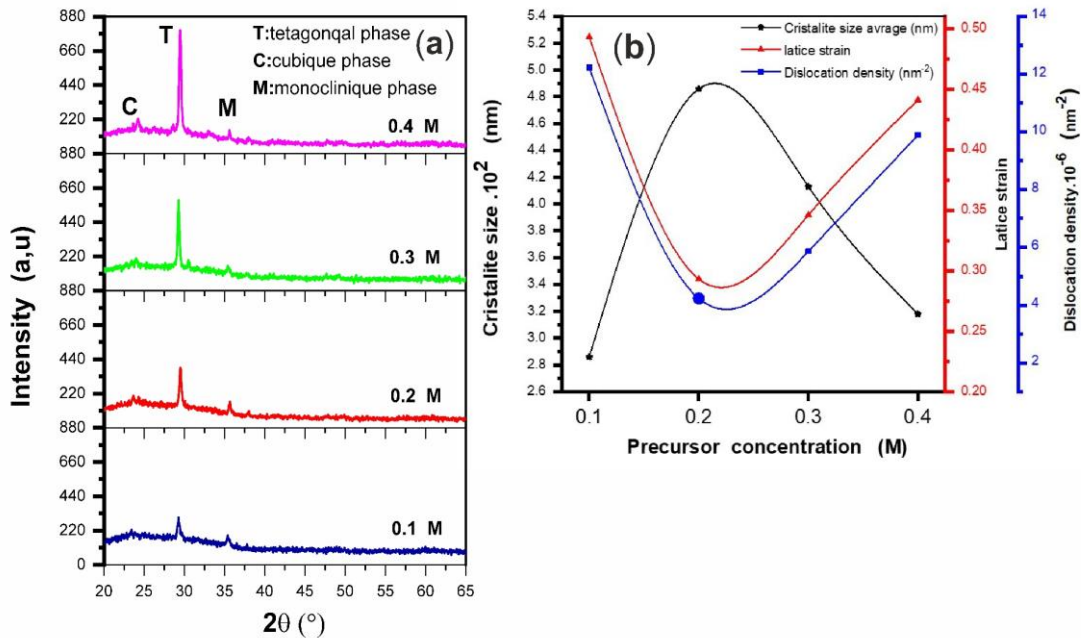 (a)
T:tetagonqal phase
C:cubique phase
M:monoclinique phase
T
C
M
0.4 M
0.3 M
0.2 M
0.1 M
880
660
440
220
880
660
440
220
880
660
440
220
880
660
440
220
0
Intensity (a,u)
20 25 30 35 40 45 50 55 60 65
2θ (°)
(b)
Cristalite size avrage (nm)
latice strain
Dislocation density (nm⁻²)
5.4
5.2
5.0
4.8
4.6
4.4
4.2
4.0
3.8
3.6
3.4
3.2
3.0
2.8
2.6
Cristalite size .10² (nm)
0.1 0.2 0.3 0.4
Precursor concentration (M)
0.50
0.45
0.40
0.35
0.30
0.25
0.20
Latice strain
14
12
10
8
6
4
2
Dislocation density.10⁻⁶ (nm⁻²)